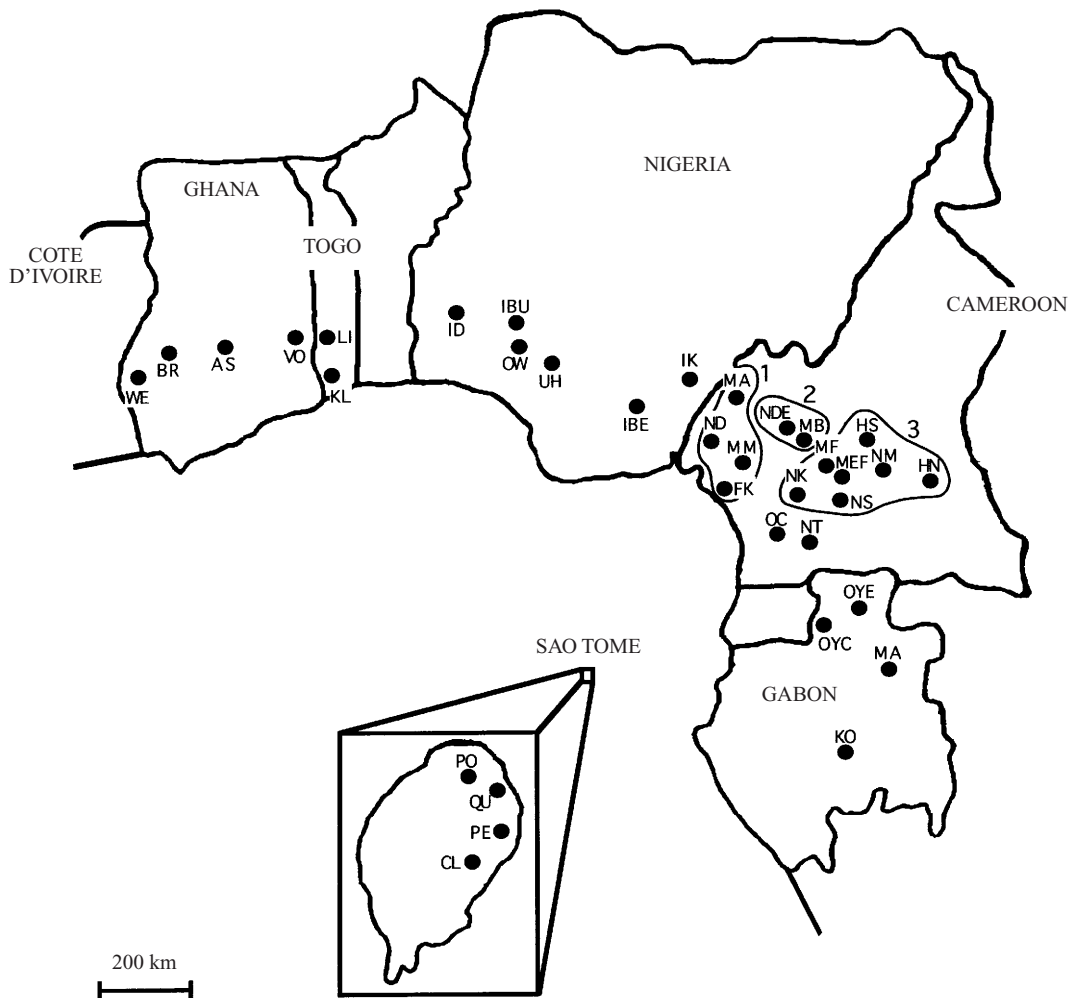 GHANA
NIGERIA
COTE
D'IVOIRE
TOGO
CAMEROON
WE
BR
AS
VO
LI
KL
ID
IBU
OW
UH
IBE
IK
MA
1
ND
MM
FK
2
NDE
MB
3
HS
MF
MEF
NM
HN
NK
NS
OC
NT
OYE
OYC
MA
GABON
KO
SAO TOME
PO
QU
PE
CL
200 km